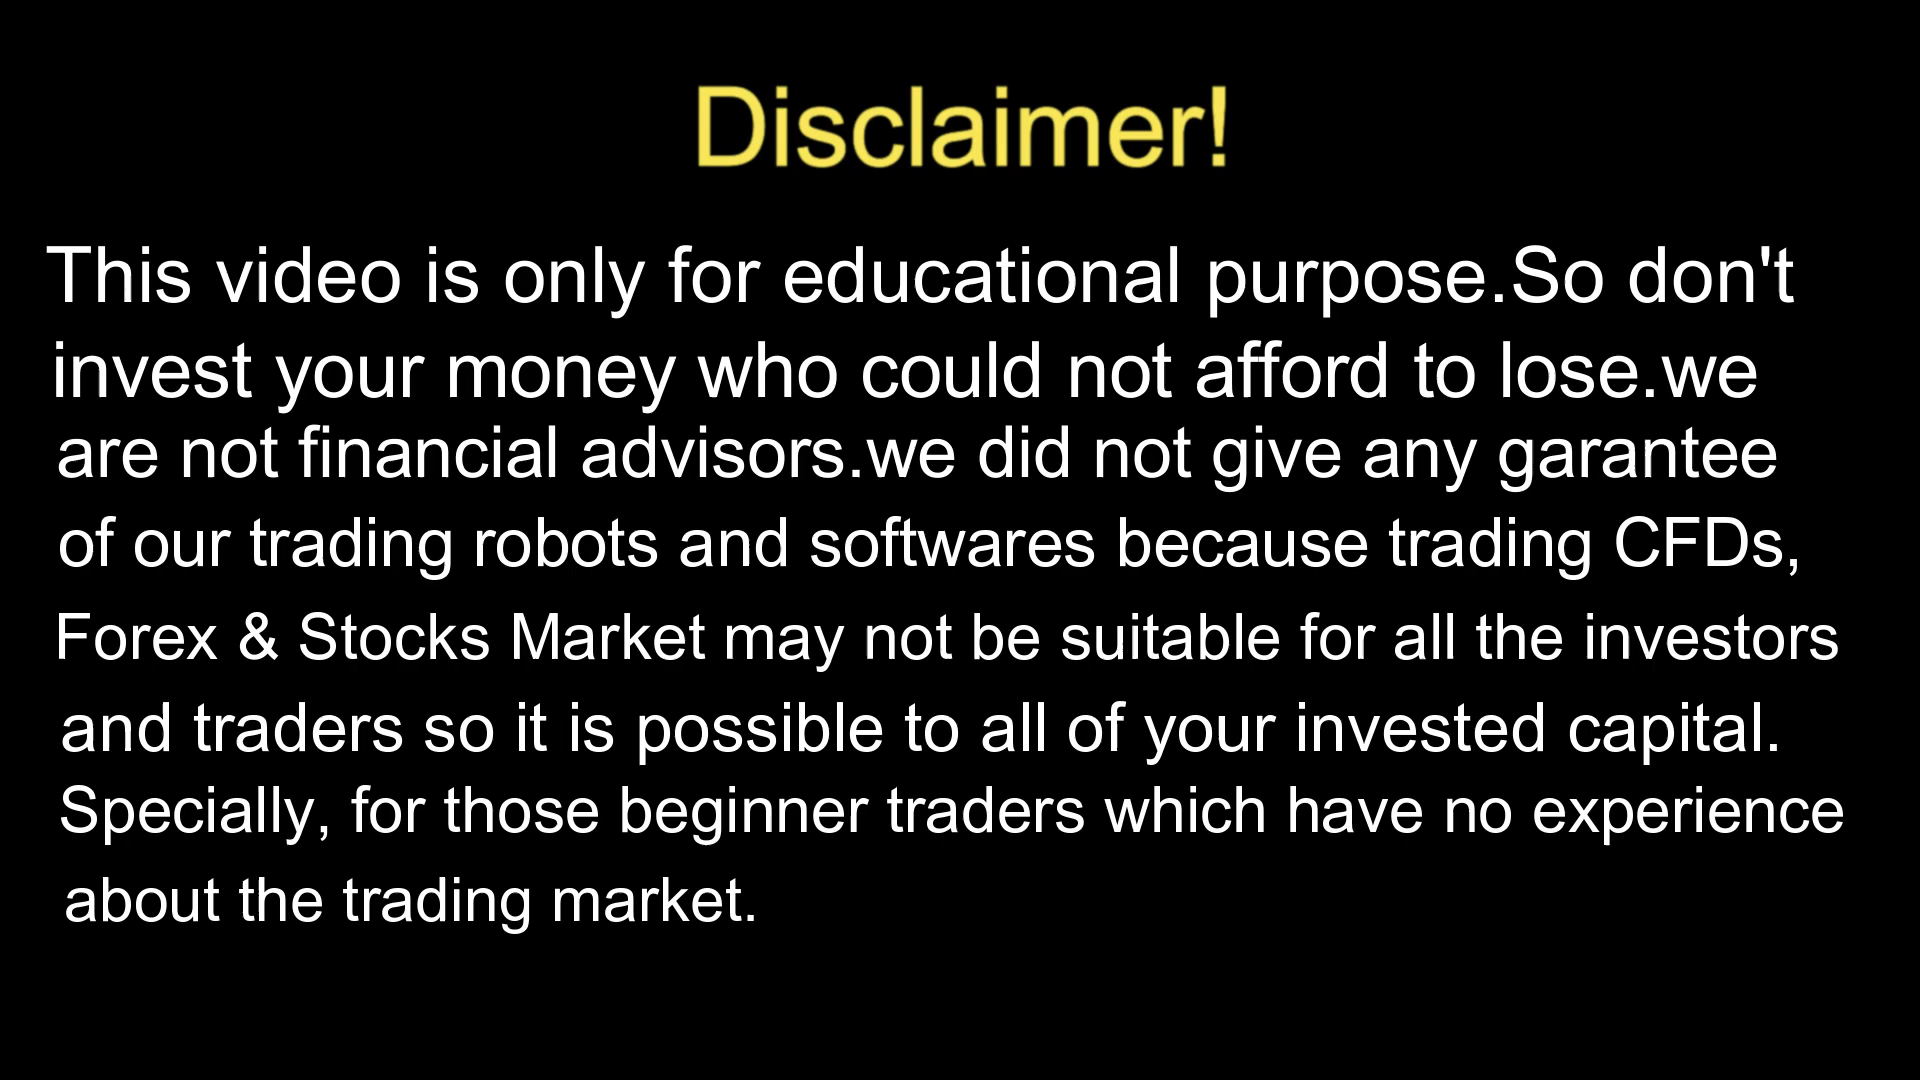 Disclaimer!
This video is only for educational purpose.So don't
invest your money who could not afford to lose.we
are not financial advisors.we did not give any garantee
of our trading robots and softwares because trading CFDs,
Forex & Stocks Market may not be suitable for all the investors
and traders so it is possible to all of your invested capital.
Specially, for those beginner traders which have no experience
about the trading market.